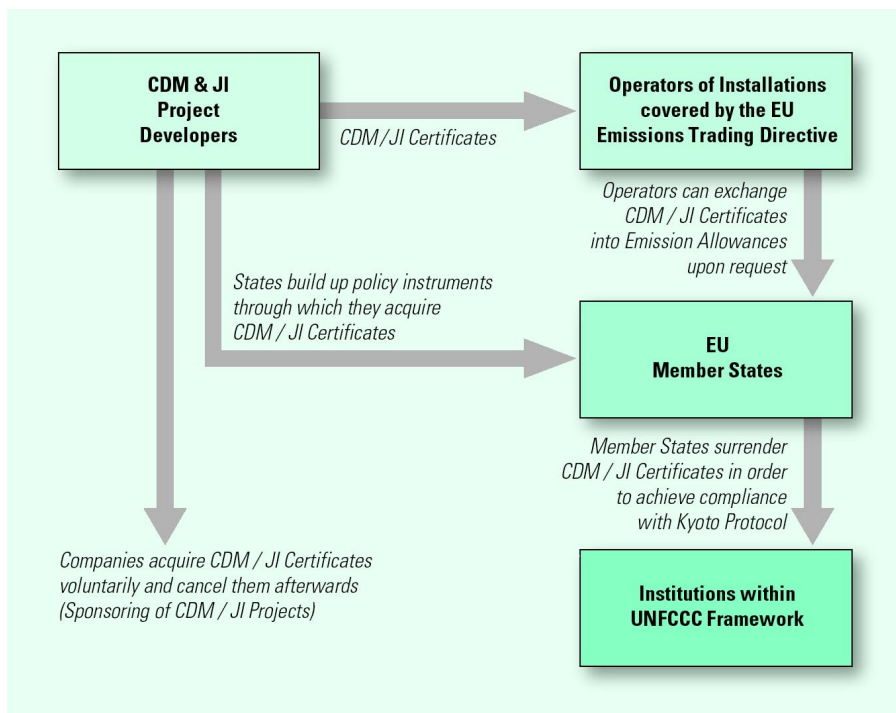 CDM & JI
Project
Developers
CDM/JI Certificates
Operators of Installations
covered by the EU
Emissions Trading Directive
Operators can exchange
CDM / JI Certificates
into Emission Allowances
upon request
States build up policy instruments
through which they acquire
CDM / JI Certificates
EU
Member States
Member States surrender
CDM / JI Certificates in order
to achieve compliance
with Kyoto Protocol
Companies acquire CDM / JI Certificates
voluntarily and cancel them afterwards
(Sponsoring of CDM / JI Projects)
Institutions within
UNFCCC Framework